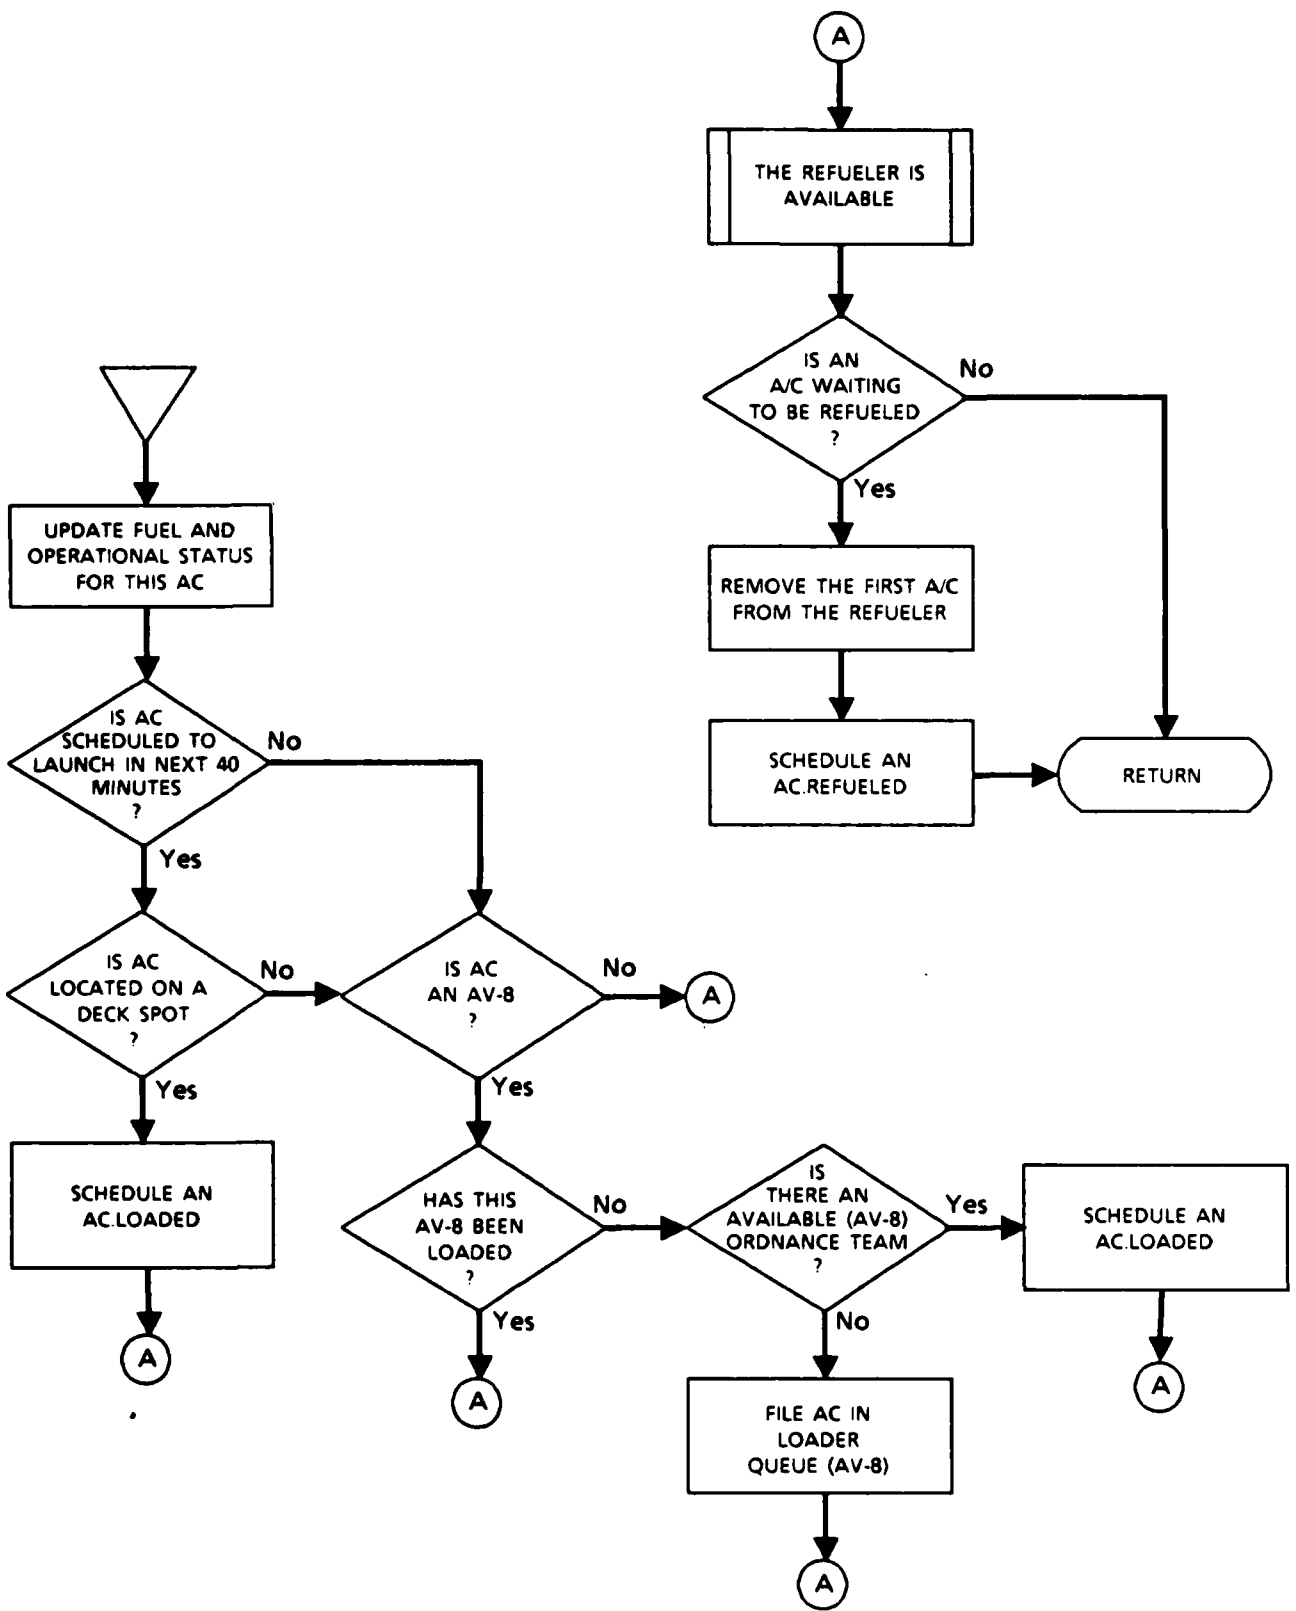 A
THE REFUELER IS
AVAILABLE
IS AN
A/C WAITING
TO BE REFUELED
?
No
Yes
REMOVE THE FIRST A/C
FROM THE REFUELER
SCHEDULE AN
AC.REFUELED
RETURN
UPDATE FUEL AND
OPERATIONAL STATUS
FOR THIS AC
IS AC
SCHEDULED TO
LAUNCH IN NEXT 40
MINUTES
?
No
Yes
IS AC
LOCATED ON A
DECK SPOT
?
No
Yes
IS AC
AN AV-8
?
No
A
Yes
SCHEDULE AN
AC.LOADED
A
HAS THIS
AV-8 BEEN
LOADED
?
No
Yes
A
IS
THERE AN
AVAILABLE (AV-8)
ORDNANCE TEAM
?
Yes
No
SCHEDULE AN
AC.LOADED
A
FILE AC IN
LOADER
QUEUE (AV-8)
A